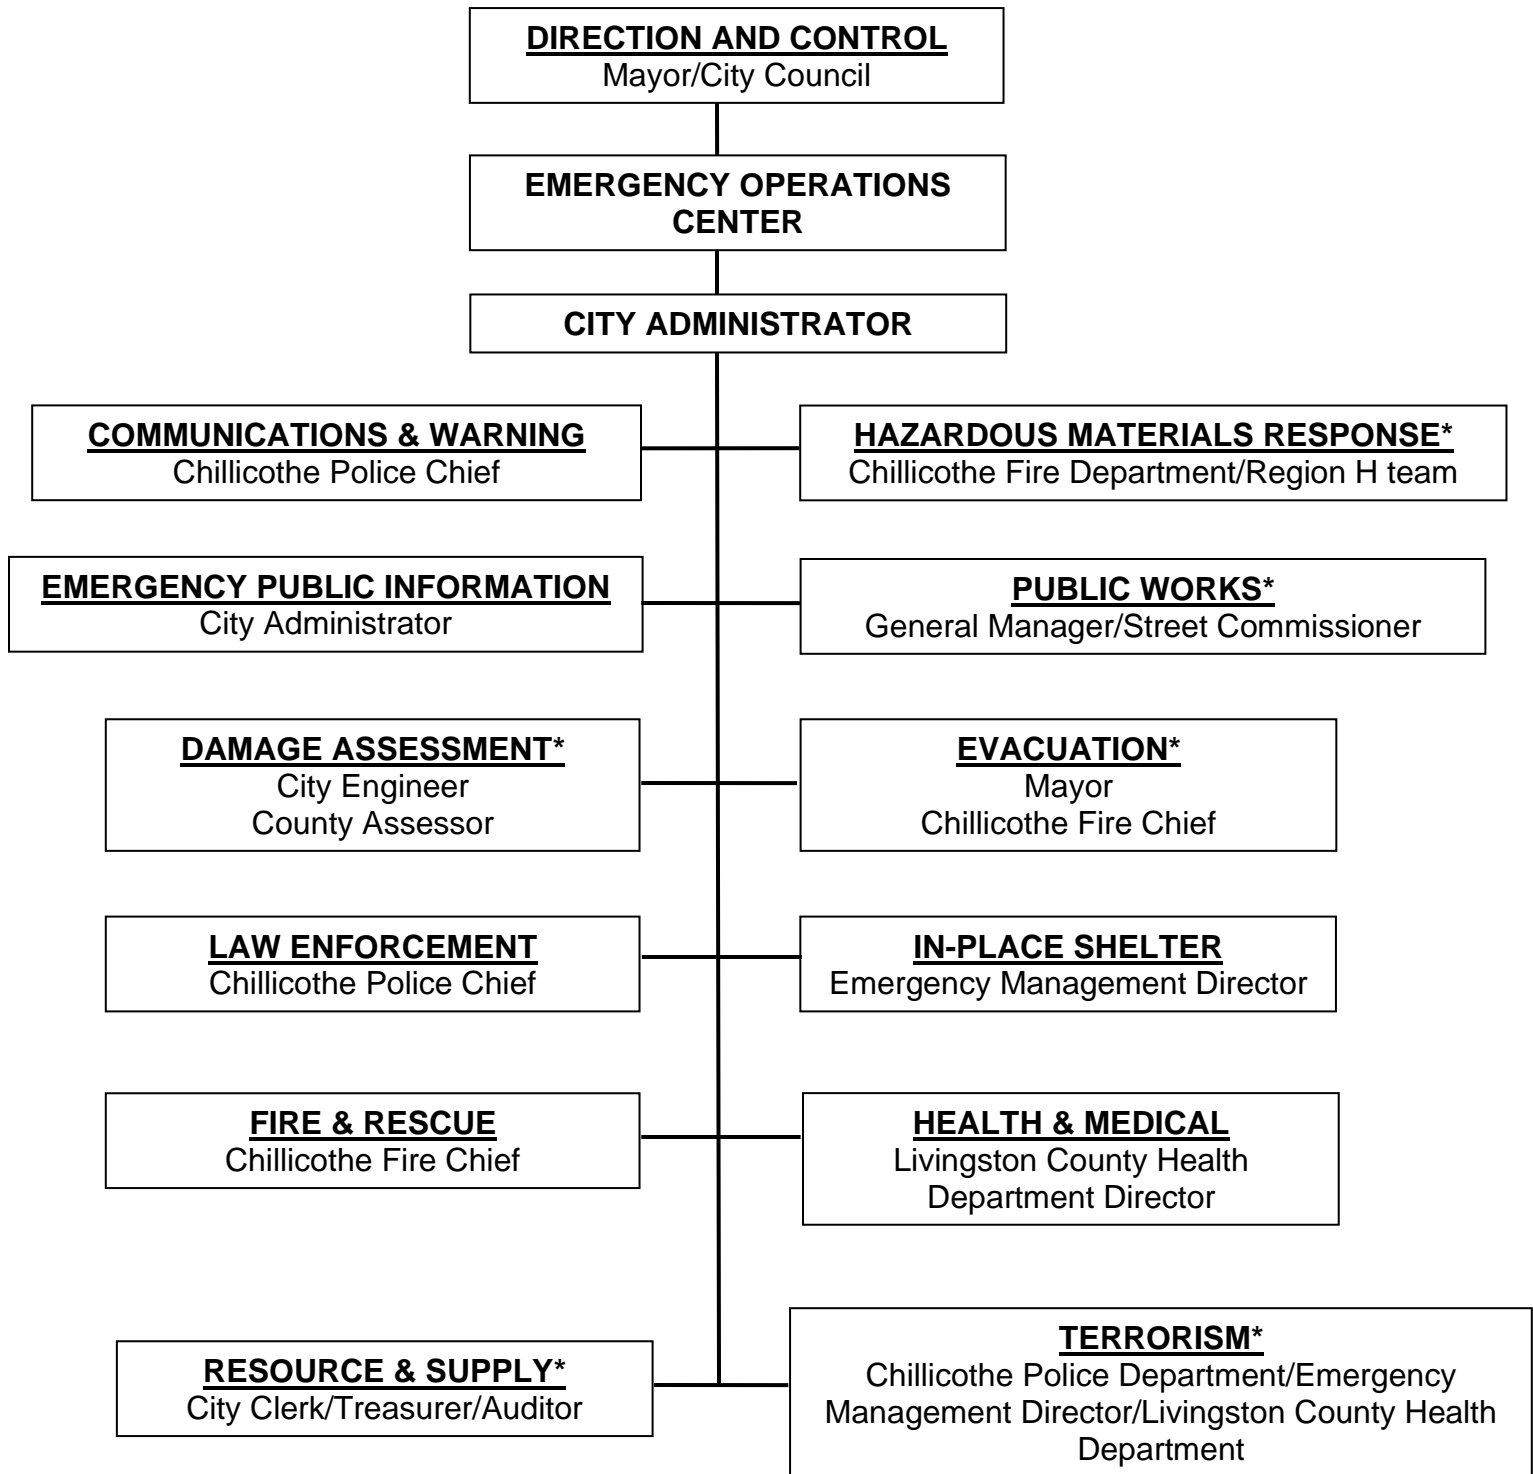 DIRECTION AND CONTROL
Mayor/City Council
EMERGENCY OPERATIONS
CENTER
CITY ADMINISTRATOR
COMMUNICATIONS & WARNING
Chillicothe Police Chief
HAZARDOUS MATERIALS RESPONSE*
Chillicothe Fire Department/Region H team
EMERGENCY PUBLIC INFORMATION
City Administrator
PUBLIC WORKS*
General Manager/Street Commissioner
DAMAGE ASSESSMENT*
City Engineer
County Assessor
EVACUATION*
Mayor
Chillicothe Fire Chief
LAW ENFORCEMENT
Chillicothe Police Chief
IN-PLACE SHELTER
Emergency Management Director
FIRE & RESCUE
Chillicothe Fire Chief
HEALTH & MEDICAL
Livingston County Health
Department Director
RESOURCE & SUPPLY*
City Clerk/Treasurer/Auditor
TERRORISM*
Chillicothe Police Department/Emergency
Management Director/Livingston County Health
Department